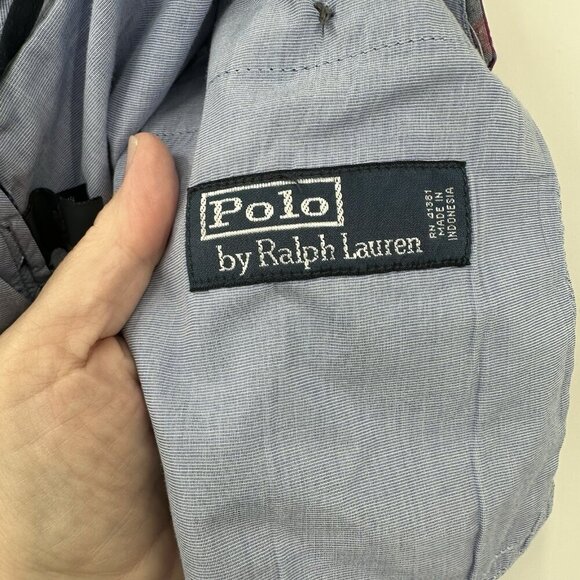 Polo
by Ralph Lauren
RN 41381
MADE IN
INDONESIA